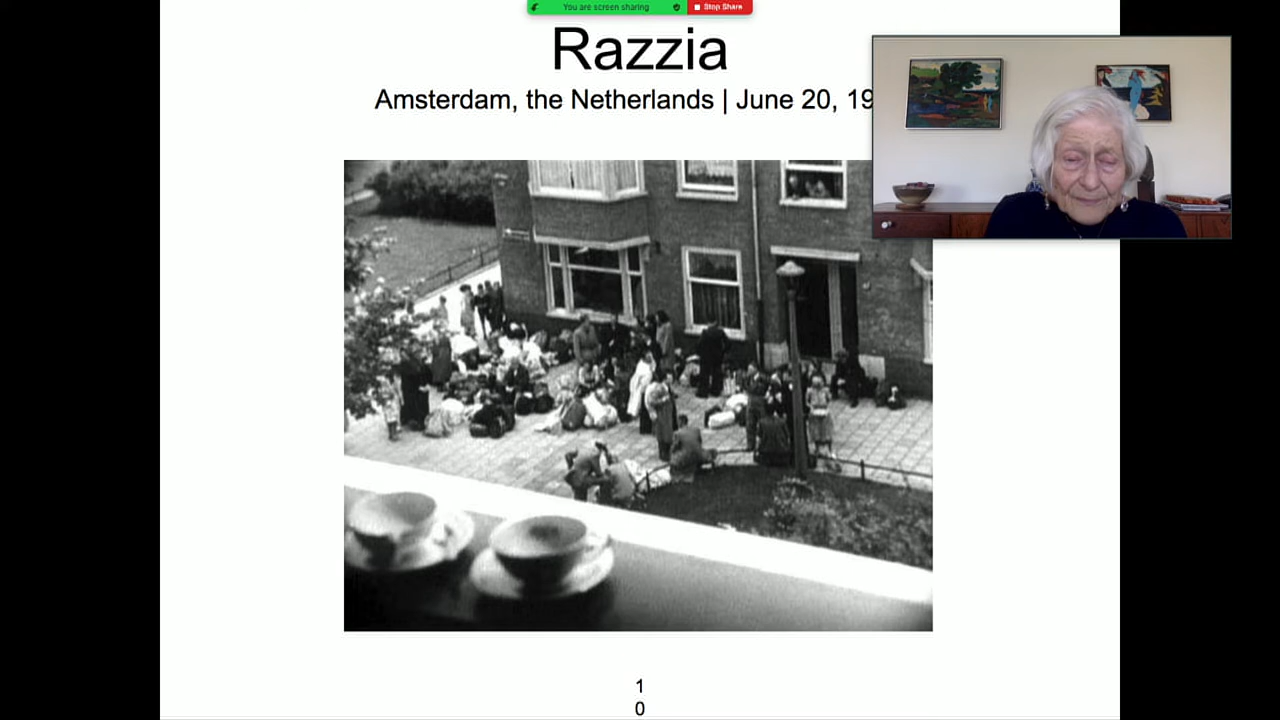 You are screen sharing
Stop Share
Razzia
Amsterdam, the Netherlands | June 20, 19
1
0